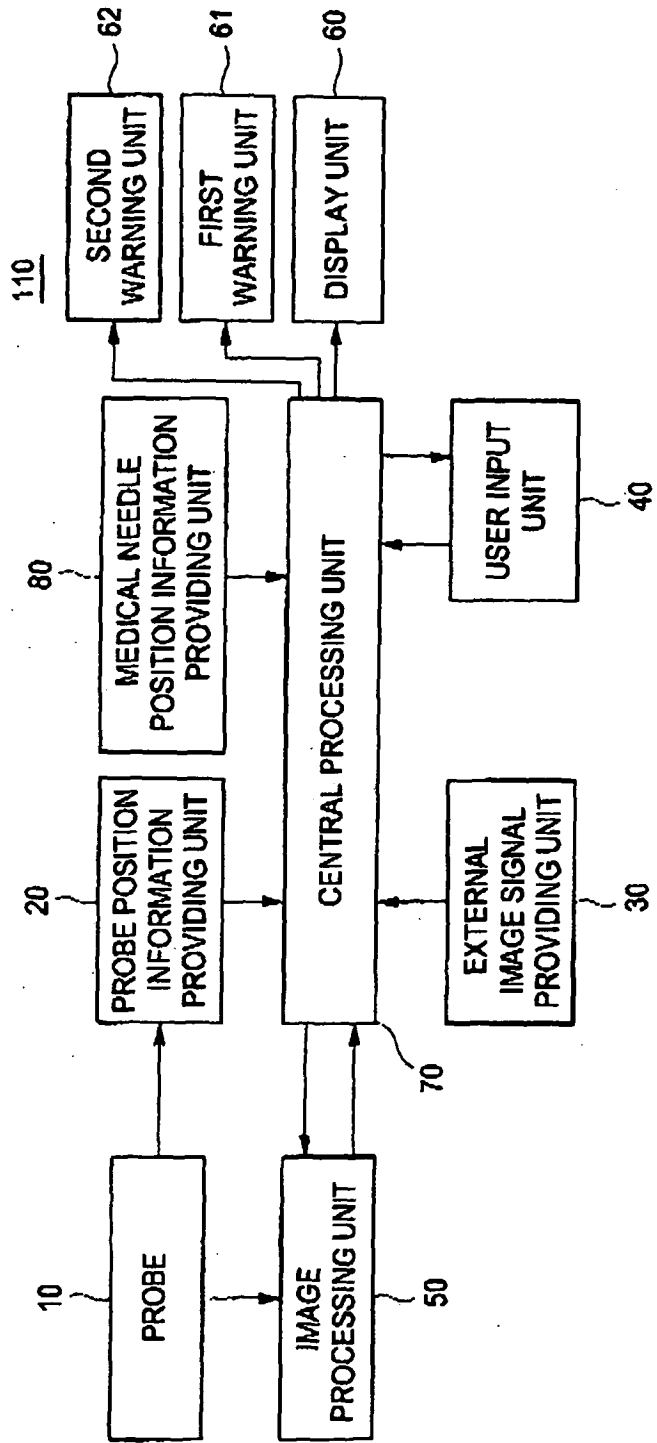 110
10
PROBE
20
PROBE POSITION
INFORMATION
PROVIDING UNIT
80
MEDICAL NEEDLE
POSITION INFORMATION
PROVIDING UNIT
SECOND
WARNING UNIT
62
FIRST
WARNING UNIT
61
DISPLAY UNIT
60
IMAGE
PROCESSING UNIT
50
CENTRAL PROCESSING UNIT
70
EXTERNAL
IMAGE SIGNAL
PROVIDING UNIT
30
USER INPUT
UNIT
40